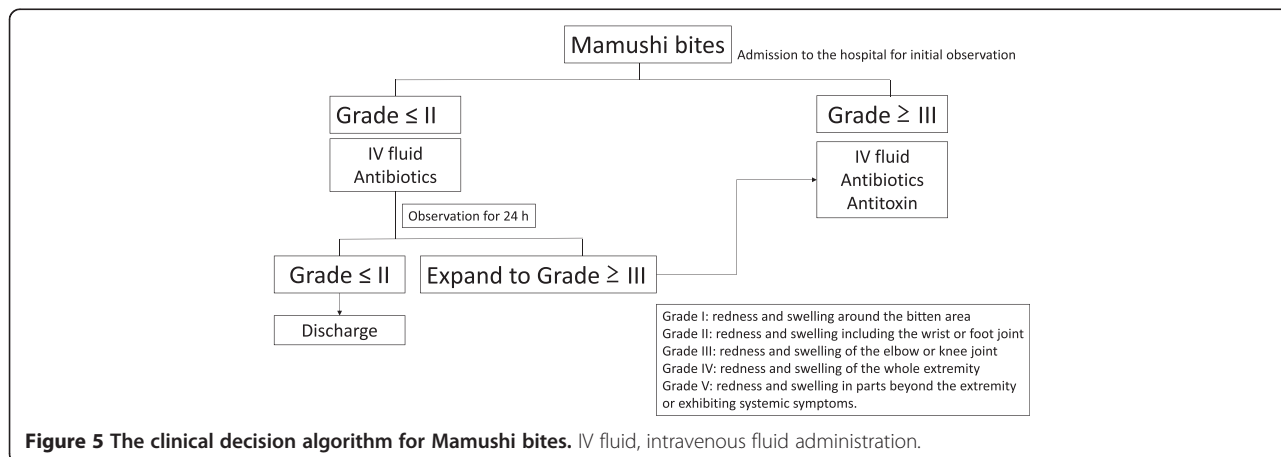 Mamushi bites
Admission to the hospital for initial observation
Grade ≤ II
Grade ≧ III
IV fluid
Antibiotics
IV fluid
Antibiotics
Antitoxin
Observation for 24 h
Grade ≤ II
Expand to Grade ≧ III
Discharge
Grade I: redness and swelling around the bitten area
Grade II: redness and swelling including the wrist or foot joint
Grade III: redness and swelling of the elbow or knee joint
Grade IV: redness and swelling of the whole extremity
Grade V: redness and swelling in parts beyond the extremity
or exhibiting systemic symptoms.
Figure 5 The clinical decision algorithm for Mamushi bites. IV fluid, intravenous fluid administration.